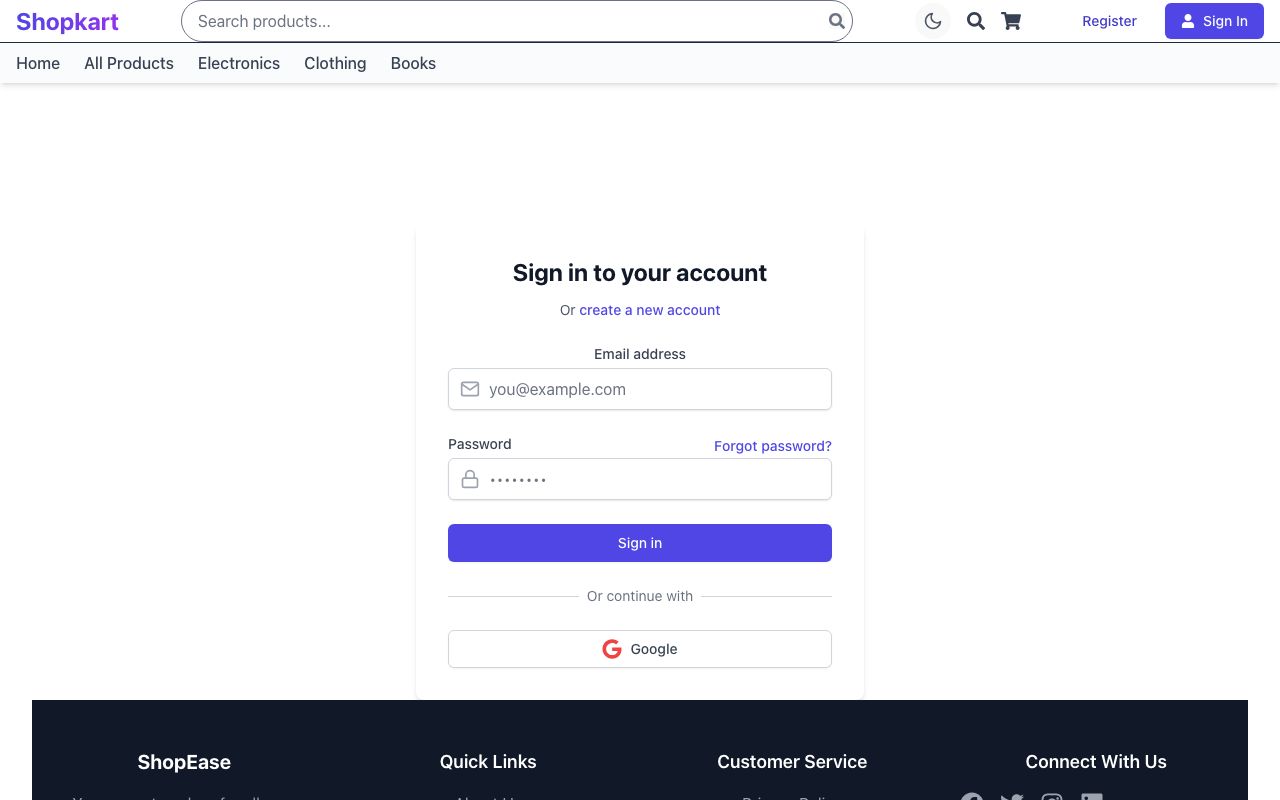 Shopkart
Search products...
Register
Sign In
Home
All Products
Electronics
Clothing
Books
Sign in to your account
Or create a new account
Email address
you@example.com
Password
Forgot password?
••••••••
Sign in
Or continue with
Google
ShopEase
Quick Links
Customer Service
Connect With Us